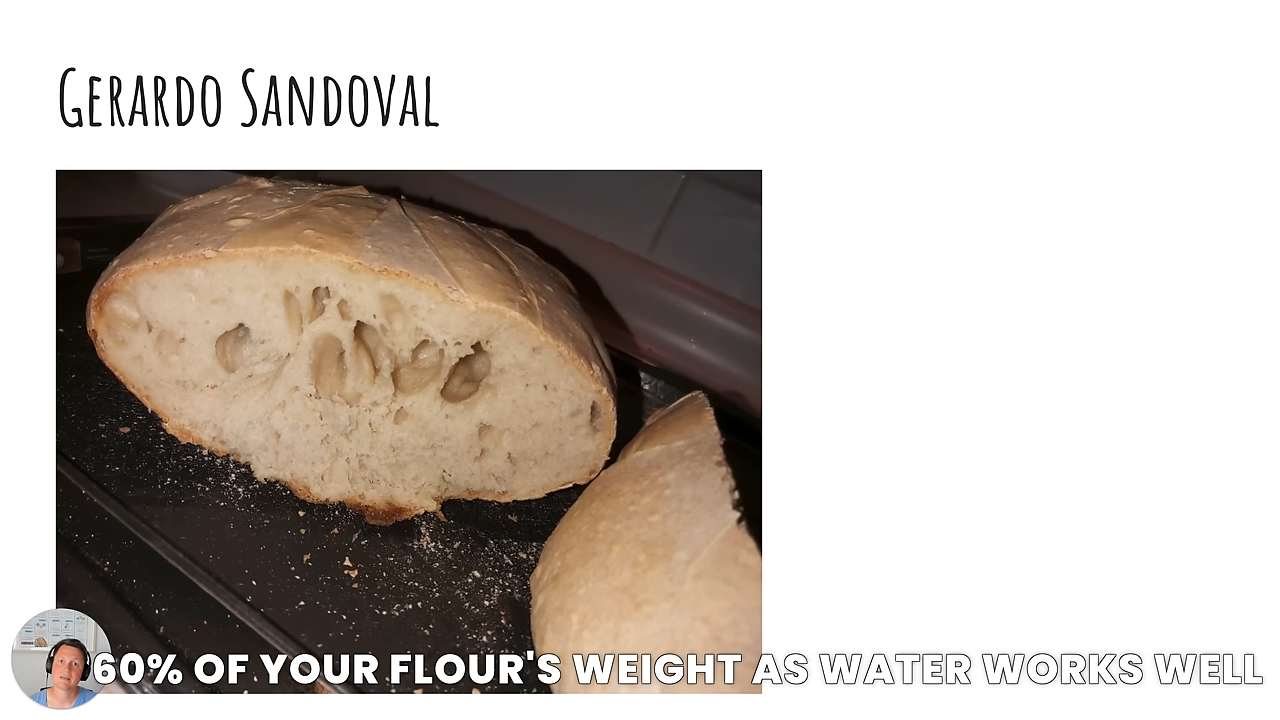 Gerardo Sandoval
60% OF YOUR FLOUR'S WEIGHT AS WATER WORKS WELL